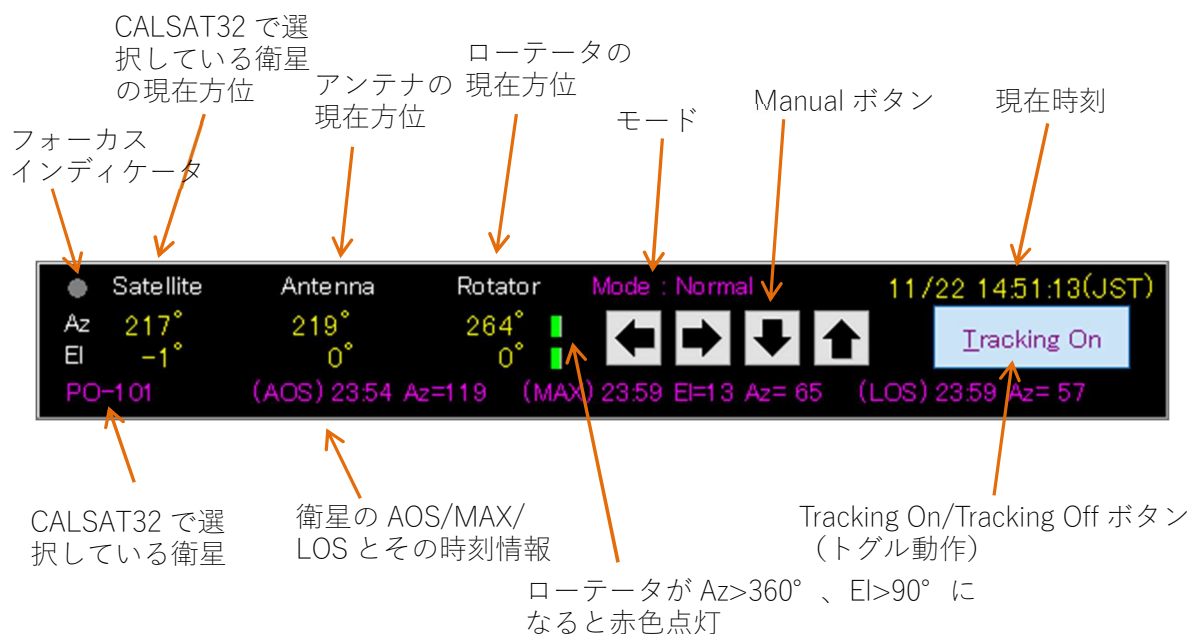 CALSAT32 で選
択している衛星
の現在方位
アンテナの
現在方位
ローテータの
現在方位
モード
Manual ボタン
現在時刻
フォーカス
インディケータ
Satellite Antenna Rotator Mode : Normal 11/22 14:51:13(JST)
Az 217° 219° 264°
El -1° 0° 0°
Tracking On
PO-101 (AOS) 23:54 Az=119 (MAX) 23:59 El=13 Az= 65 (LOS) 23:59 Az= 57
CALSAT32 で選
択している衛星
衛星の AOS/MAX/
LOS とその時刻情報
Tracking On/Tracking Off ボタン
（トグル動作）
ローテータが Az>360° 、El>90° に
なると赤色点灯